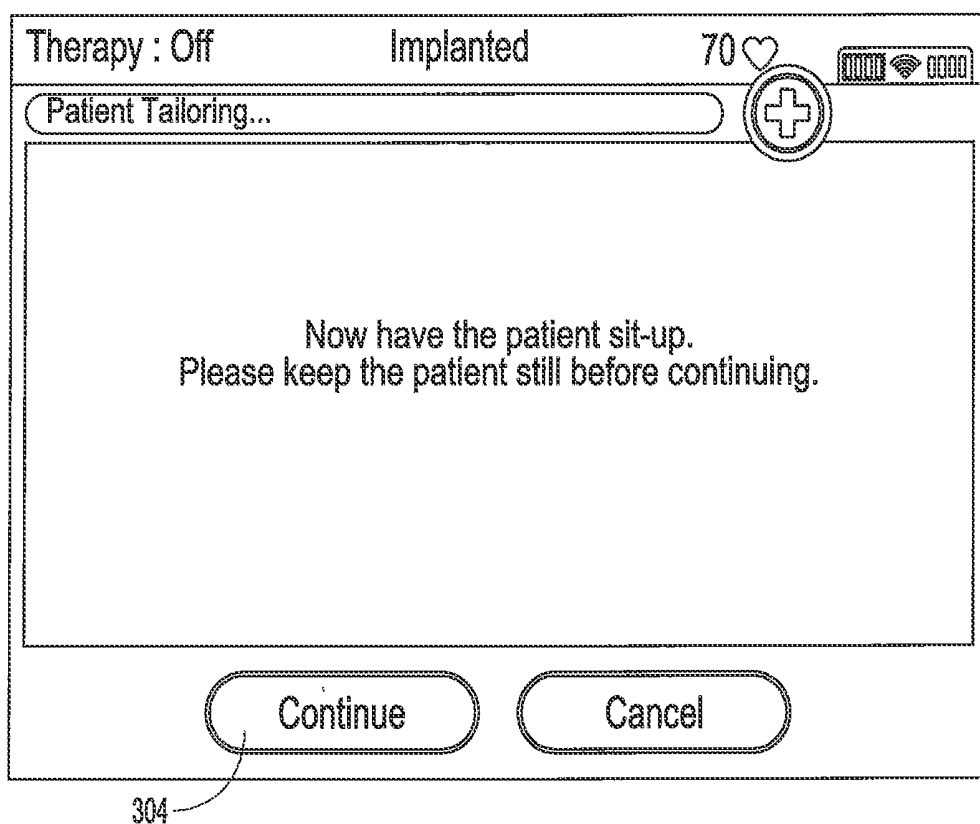 Therapy : Off Implanted 70
Patient Tailoring...
Now have the patient sit-up.
Please keep the patient still before continuing.
Continue Cancel
304